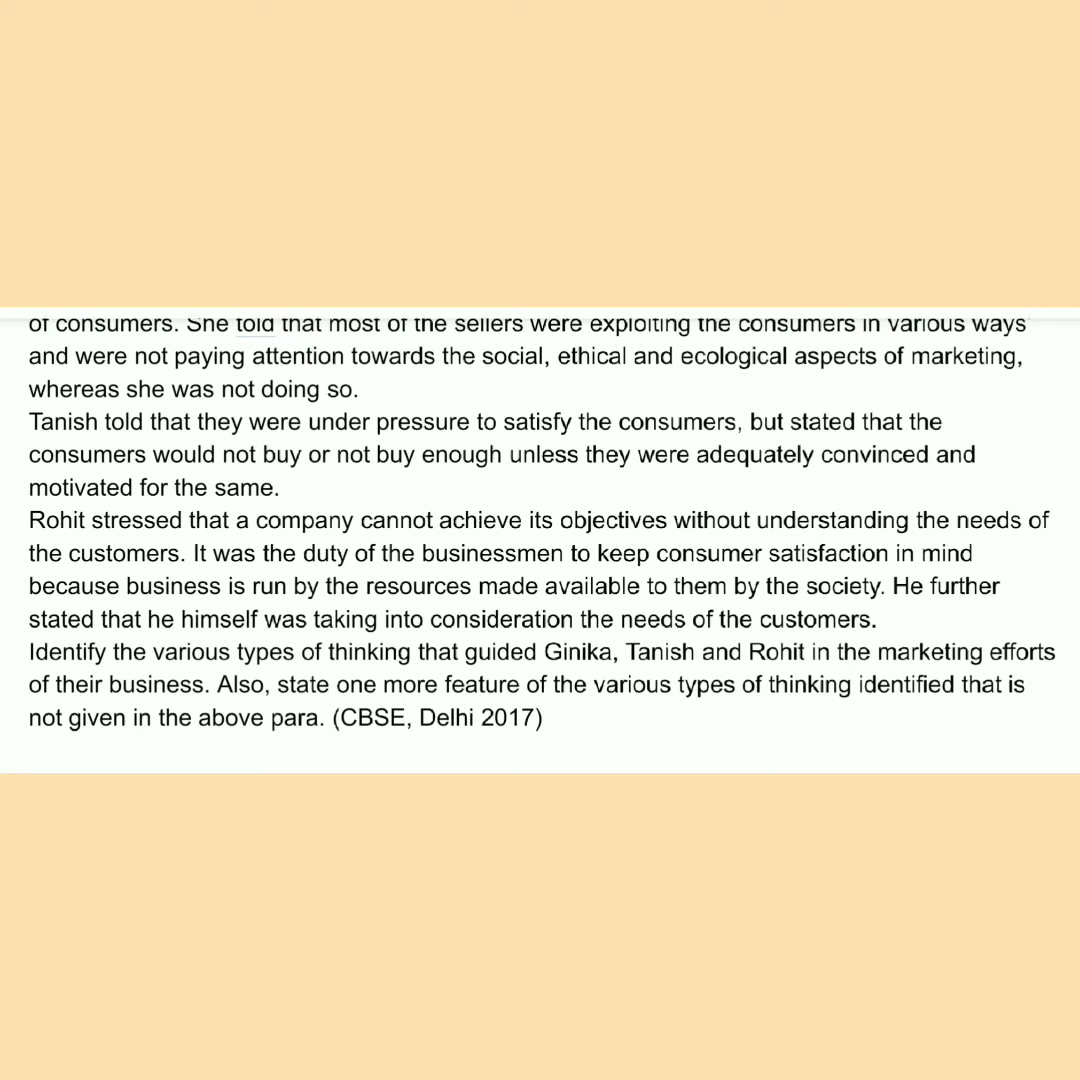 of consumers. She told that most of the sellers were exploiting the consumers in various ways
and were not paying attention towards the social, ethical and ecological aspects of marketing,
whereas she was not doing so.
Tanish told that they were under pressure to satisfy the consumers, but stated that the
consumers would not buy or not buy enough unless they were adequately convinced and
motivated for the same.
Rohit stressed that a company cannot achieve its objectives without understanding the needs of
the customers. It was the duty of the businessmen to keep consumer satisfaction in mind
because business is run by the resources made available to them by the society. He further
stated that he himself was taking into consideration the needs of the customers.
Identify the various types of thinking that guided Ginika, Tanish and Rohit in the marketing efforts
of their business. Also, state one more feature of the various types of thinking identified that is
not given in the above para. (CBSE, Delhi 2017)